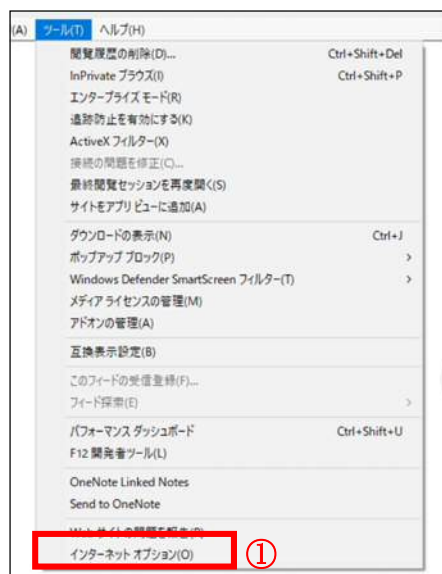 (A) ツール(T) ヘルプ(H)
閲覧履歴の削除(D)... Ctrl+Shift+Del
InPrivate ブラウズ(I) Ctrl+Shift+P
エンタープライズ モード(R)
追跡防止を有効にする(K)
ActiveX フィルター(X)
接続の問題を修正(C)...
最終閲覧セッションを再度開く(S)
サイトをアプリ ビューに追加(A)
ダウンロードの表示(N) Ctrl+J
ポップアップ ブロック(P)
Windows Defender SmartScreen フィルター(T)
メディア ライセンスの管理(M)
アドオンの管理(A)
互換表示設定(B)
このフィードの受信登録(F)...
フィード探索(E)
パフォーマンス ダッシュボード Ctrl+Shift+U
F12 開発者ツール(L)
OneNote Linked Notes
Send to OneNote
Web サイトの問題を報告(R)
インターネット オプション(O) ①